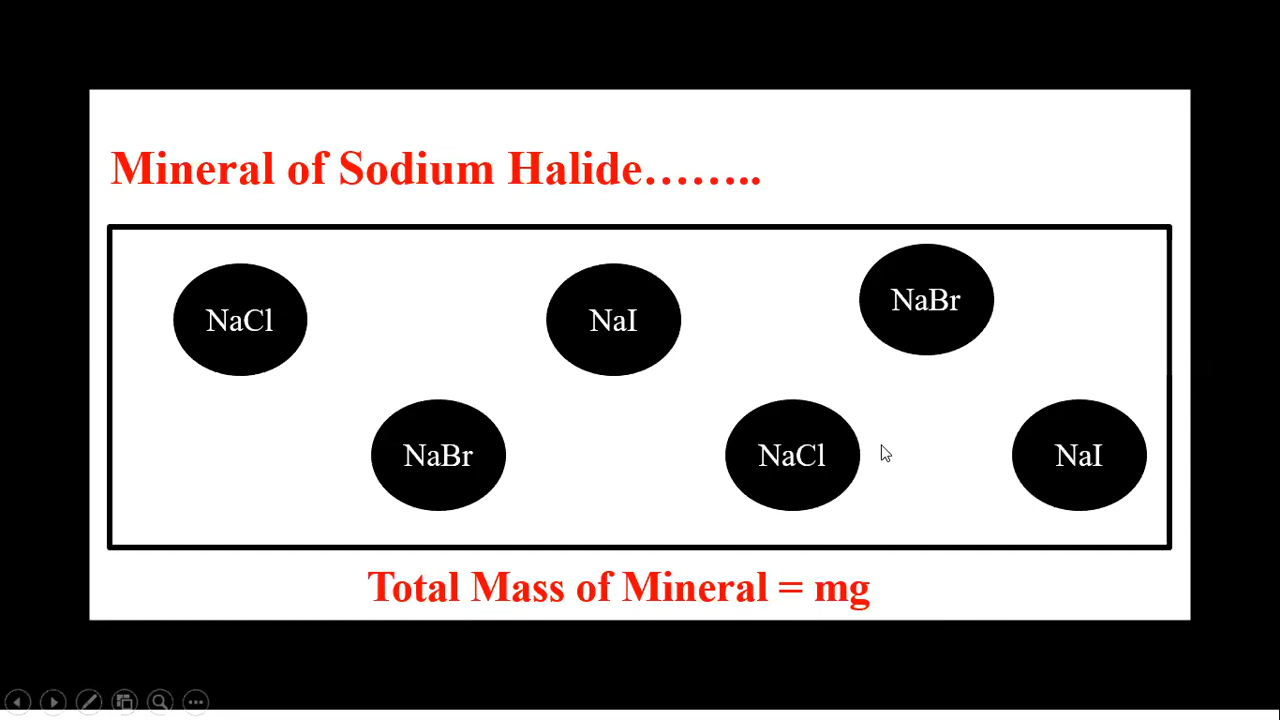 Mineral of Sodium Halide……..
NaCl NaI NaBr
NaBr NaCl NaI
Total Mass of Mineral = mg